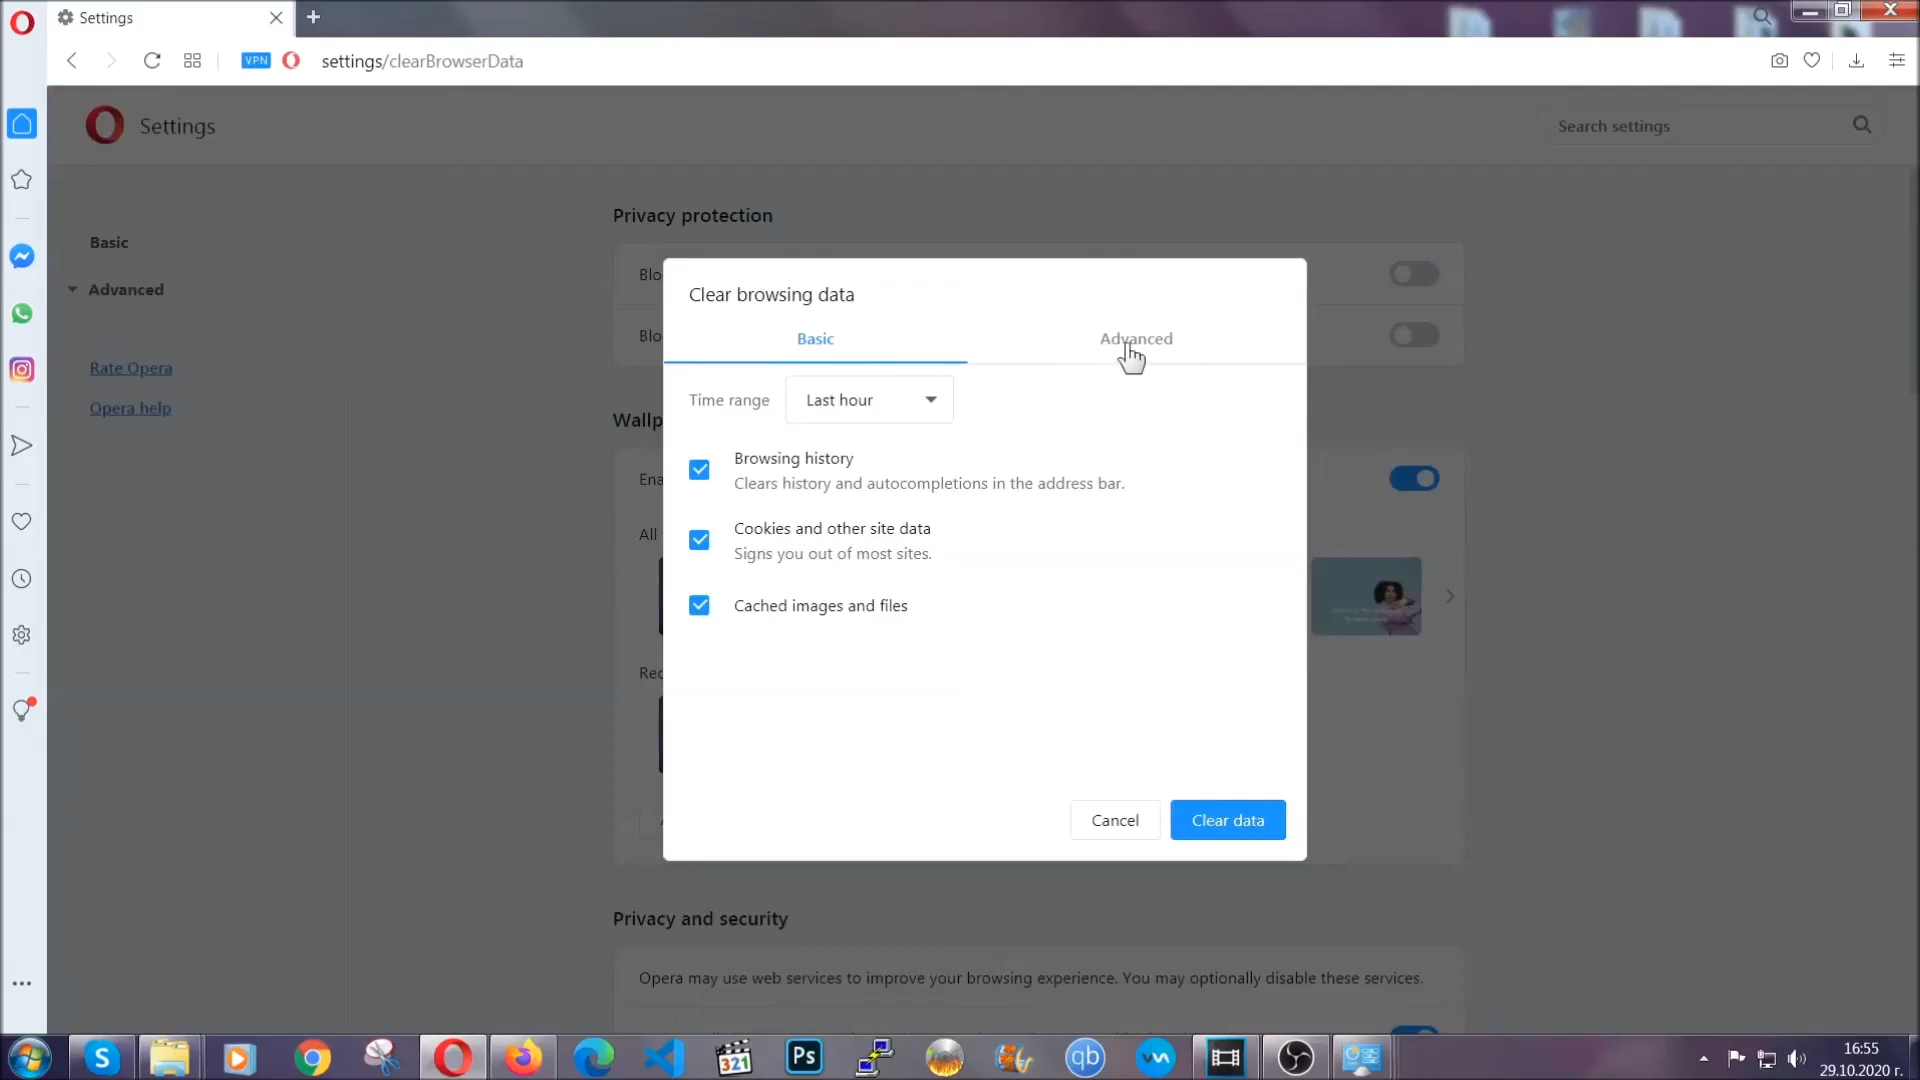 Settings
VPN
settings/clearBrowserData
Settings
Search settings
Basic
Advanced
Rate Opera
Opera help
Privacy protection
Blo
Blo
Wallp
Ena
All
Rec
Clear browsing data
Basic
Advanced
Time range
Last hour
Browsing history
Clears history and autocompletions in the address bar.
Cookies and other site data
Signs you out of most sites.
Cached images and files
Cancel
Clear data
Privacy and security
Opera may use web services to improve your browsing experience. You may optionally disable these services.
S
321
Ps
qb
16:55
29.10.2020 г.